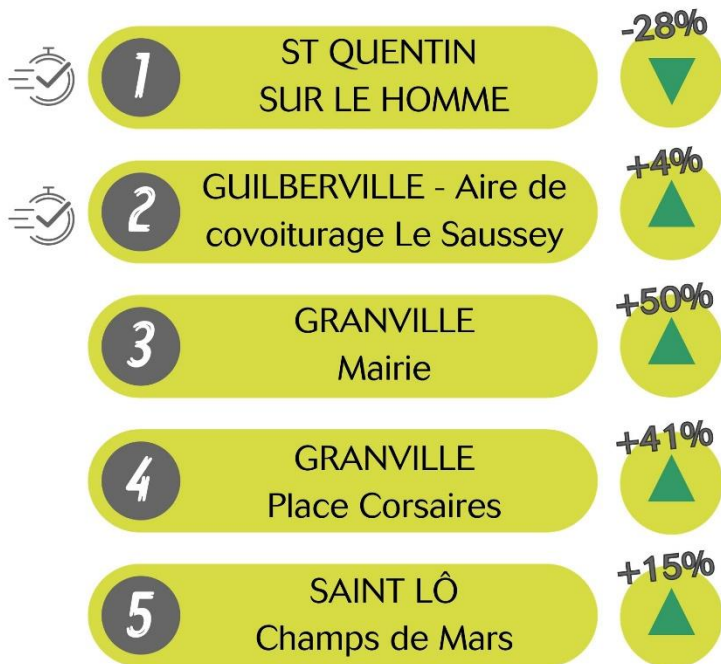 -28%
1
ST QUENTIN
SUR LE HOMME
+4%
2
GUILBERVILLE - Aire de
covoiturage Le Saussey
+50%
3
GRANVILLE
Mairie
+41%
4
GRANVILLE
Place Corsaires
+15%
5
SAINT LÔ
Champs de Mars